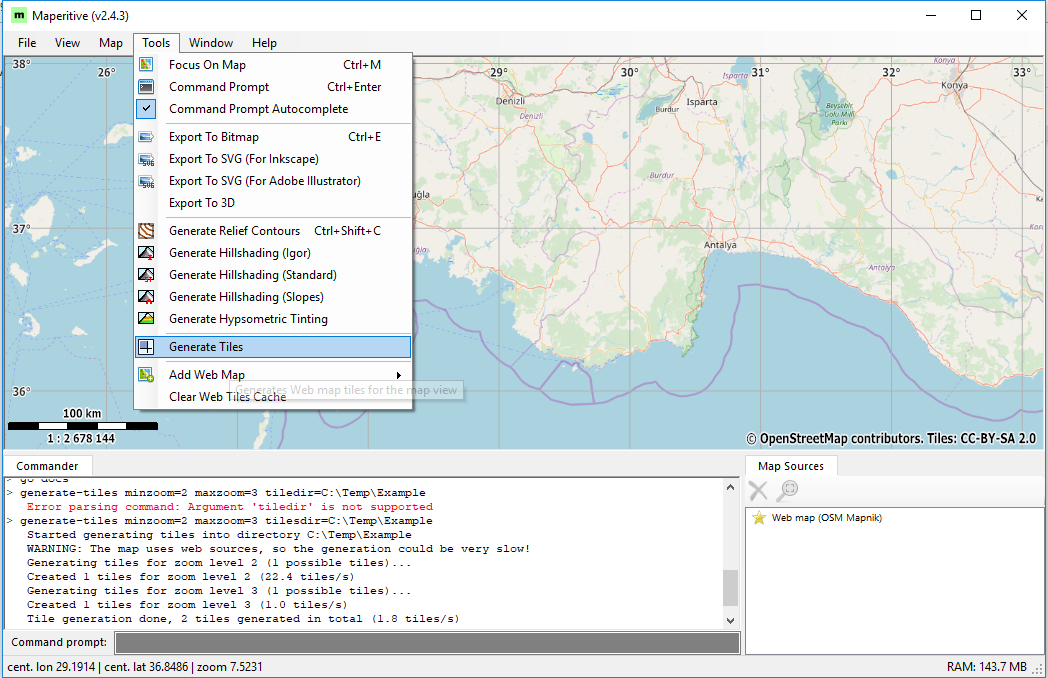 Maperitive (v2.4.3)
File View Map Tools Window Help
Focus On Map Ctrl+M
Command Prompt Ctrl+Enter
Command Prompt Autocomplete
Export To Bitmap Ctrl+E
Export To SVG (For Inkscape)
Export To SVG (For Adobe Illustrator)
Export To 3D
Generate Relief Contours Ctrl+Shift+C
Generate Hillshading (Igor)
Generate Hillshading (Standard)
Generate Hillshading (Slopes)
Generate Hypsometric Tinting
Generate Tiles
Add Web Map
Generates Web map tiles for the map view
Clear Web Tiles Cache
38° 26° 29° 30° 31° 32° 33°
37°
36°
Konya
Isparta
Denizli
Isparta
Konya
Burdur
Denizli
Beyşehir
Gölü Milli
Parkı
Burdur
uğla
Antalya
Antalya
100 km
1 : 2 678 144
© OpenStreetMap contributors. Tiles: CC-BY-SA 2.0
Commander
> go docs
> generate-tiles minzoom=2 maxzoom=3 tiledir=C:\Temp\Example
Error parsing command: Argument 'tiledir' is not supported
> generate-tiles minzoom=2 maxzoom=3 tilesdir=C:\Temp\Example
Started generating tiles into directory C:\Temp\Example
WARNING: The map uses web sources, so the generation could be very slow!
Generating tiles for zoom level 2 (1 possible tiles)...
Created 1 tiles for zoom level 2 (22.4 tiles/s)
Generating tiles for zoom level 3 (1 possible tiles)...
Created 1 tiles for zoom level 3 (1.0 tiles/s)
Tile generation done, 2 tiles generated in total (1.8 tiles/s)
Command prompt:
Map Sources
Web map (OSM Mapnik)
cent. lon 29.1914 | cent. lat 36.8486 | zoom 7.5231
RAM: 143.7 MB